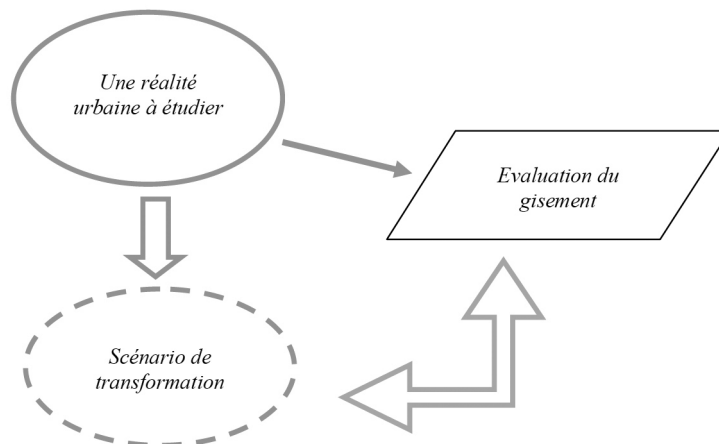 Une réalité
urbaine à étudier
Evaluation du
gisement
Scénario de
transformation